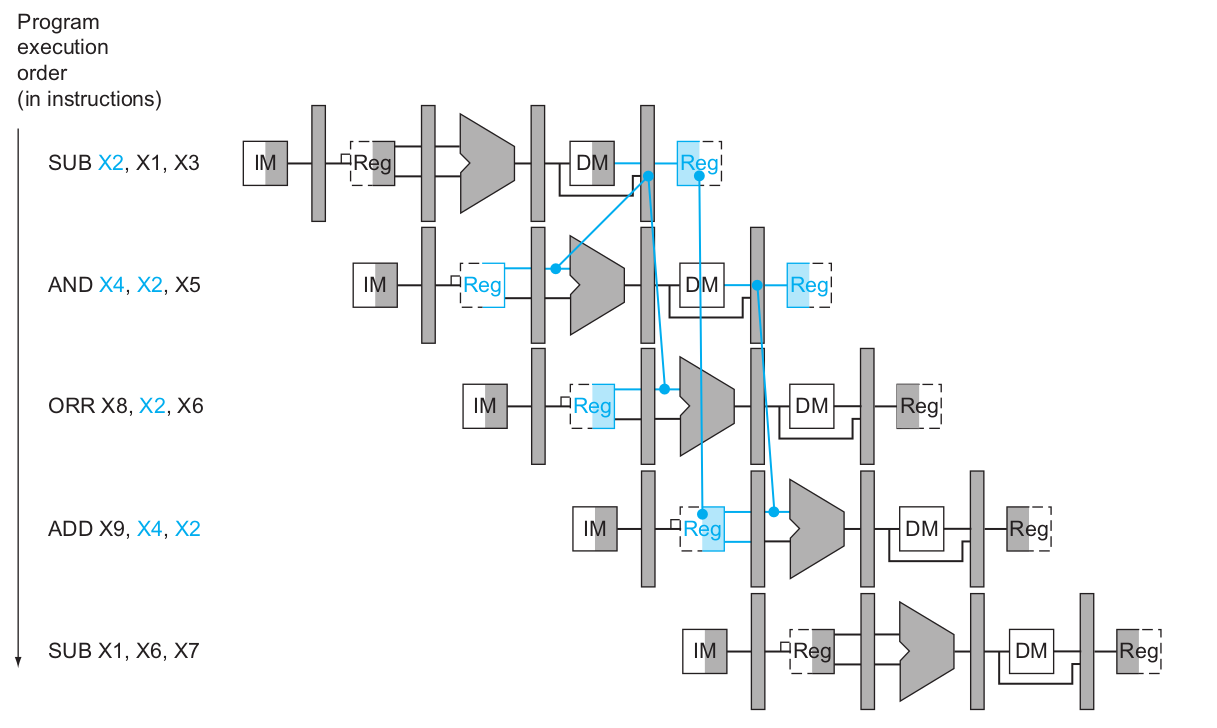 Program
execution
order
(in instructions)
SUB X2, X1, X3
IM
Reg
DM
Reg
AND X4, X2, X5
IM
Reg
DM
Reg
ORR X8, X2, X6
IM
Reg
DM
Reg
ADD X9, X4, X2
IM
Reg
DM
Reg
SUB X1, X6, X7
IM
Reg
DM
Reg